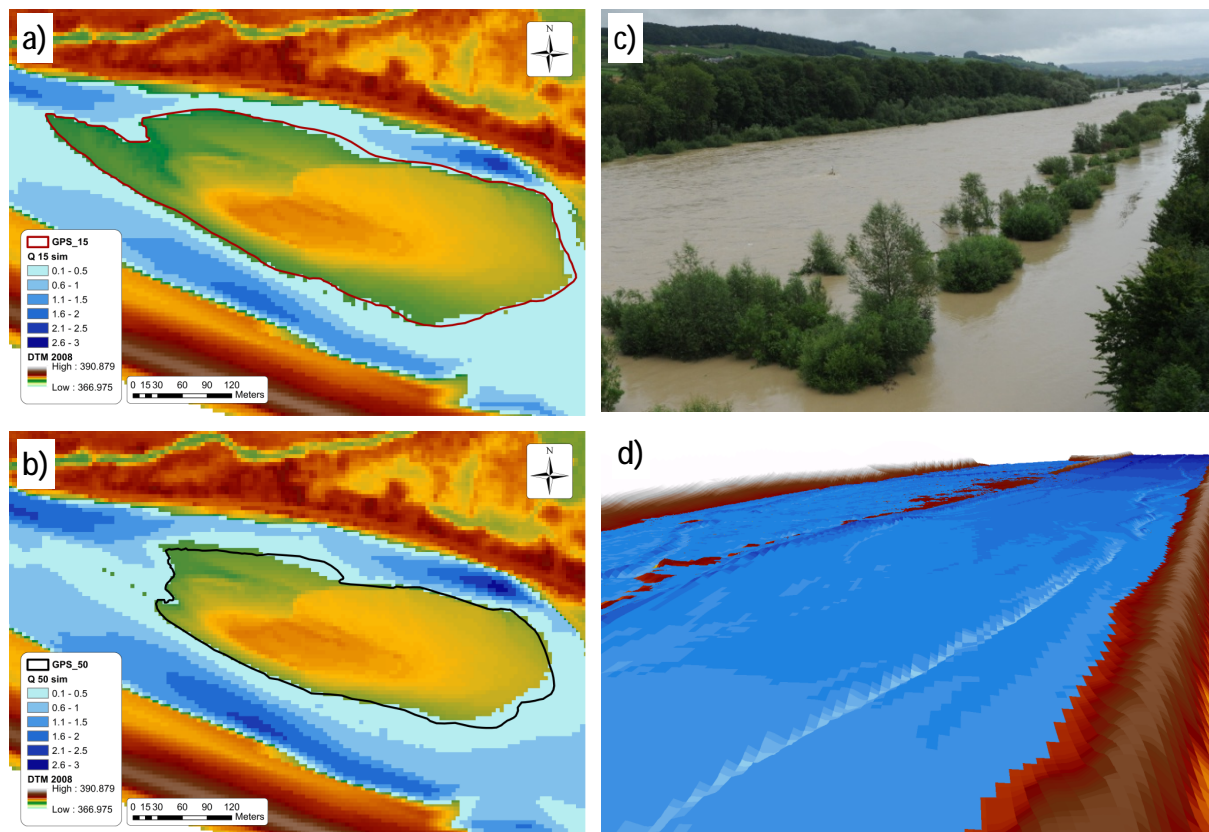 a)
N
GPS_15
Q 15 sim
0.1 - 0.5
0.6 - 1
1.1 - 1.5
1.6 - 2
2.1 - 2.5
2.6 - 3
DTM 2008
High : 390.879
Low : 366.975
0 15 30 60 90 120
Meters
c)
b)
N
GPS_50
Q 50 sim
0.1 - 0.5
0.6 - 1
1.1 - 1.5
1.6 - 2
2.1 - 2.5
2.6 - 3
DTM 2008
High : 390.879
Low : 366.975
0 15 30 60 90 120
Meters
d)